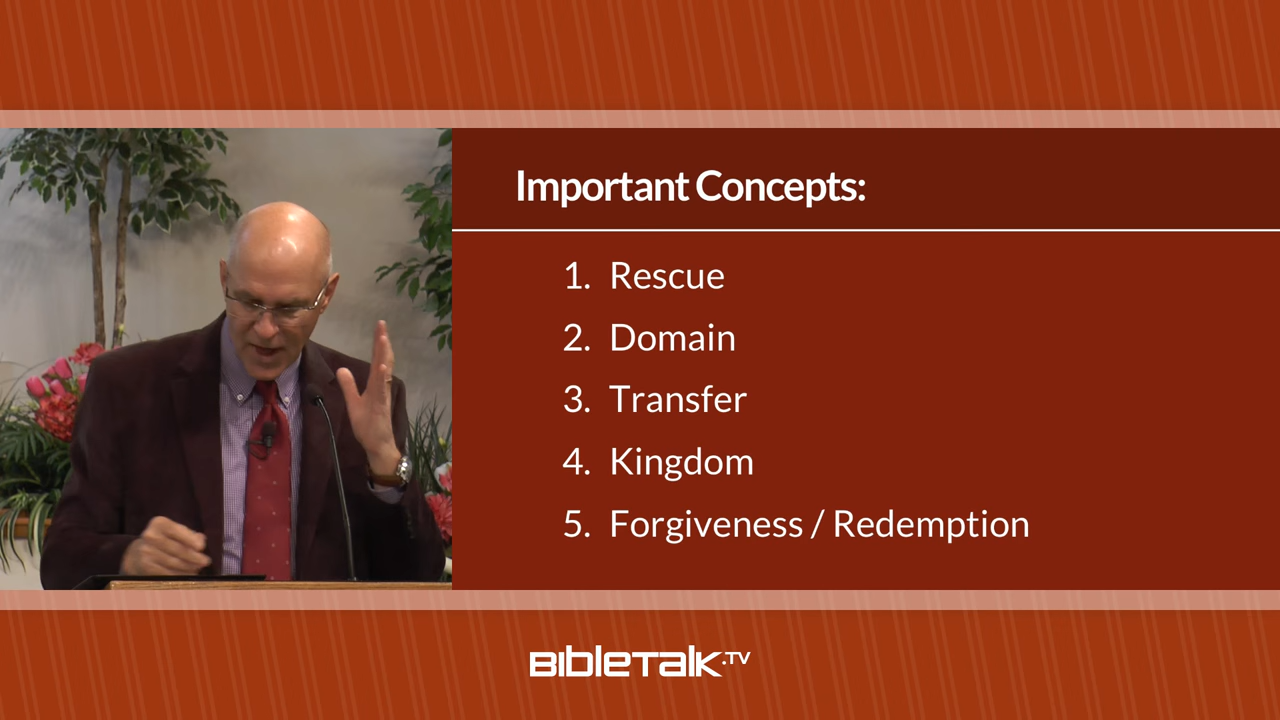 Important Concepts:
1. Rescue
2. Domain
3. Transfer
4. Kingdom
5. Forgiveness / Redemption
BIBLETALK.TV